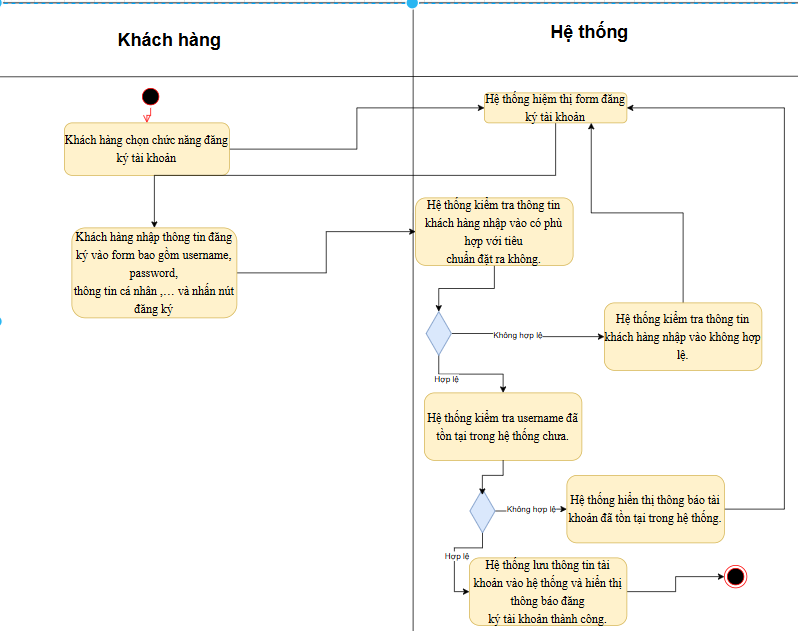 Khách hàng
Hệ thống
Khách hàng chọn chức năng đăng
ký tài khoản
Hệ thống hiệm thị form đăng
ký tài khoản
Khách hàng nhập thông tin đăng
ký vào form bao gồm username,
password,
thông tin cá nhân ,… và nhấn nút
đăng ký
Hệ thống kiểm tra thông tin
khách hàng nhập vào có phù
hợp với tiêu
chuẩn đặt ra không.
Không hợp lê
Hệ thống kiểm tra thông tin
khách hàng nhập vào không hợp
lệ.
Hợp lê
Hệ thống kiểm tra username đã
tồn tại trong hệ thống chưa.
Không hợp lê
Hệ thống hiển thị thông báo tài
khoản đã tồn tại trong hệ thống.
Hợp lê
Hệ thống lưu thông tin tài
khoản vào hệ thống và hiển thị
thông báo đăng
ký tài khoản thành công.